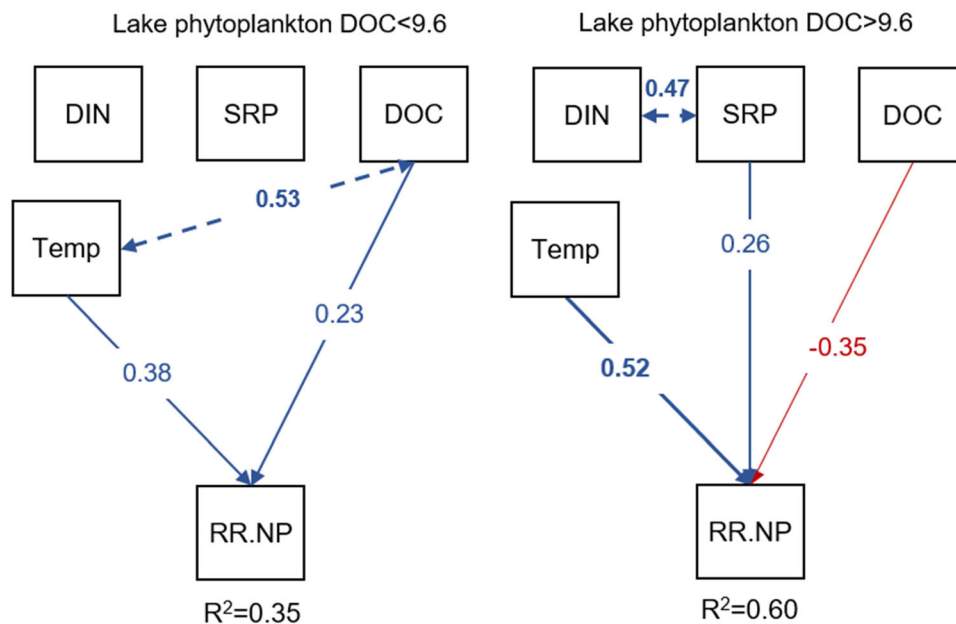 Lake phytoplankton DOC<9.6
DIN
SRP
DOC
Temp
0.53
0.38
0.23
RR.NP
R²=0.35
Lake phytoplankton DOC>9.6
DIN
0.47
SRP
DOC
Temp
0.26
0.52
-0.35
RR.NP
R²=0.60